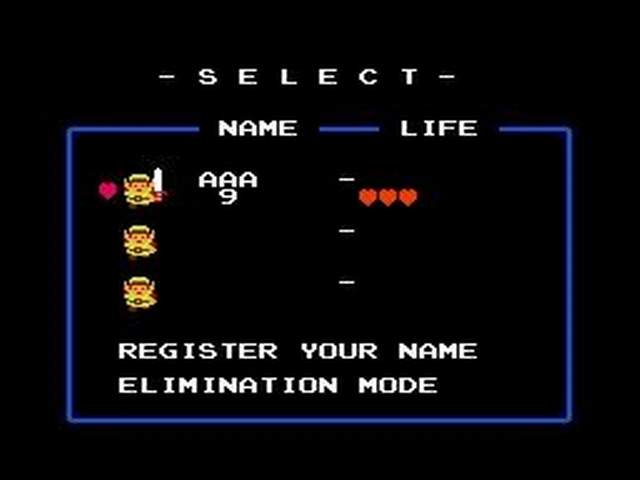 - S E L E C T -
NAME LIFE
AAA -
9
-
-
REGISTER YOUR NAME
ELIMINATION MODE